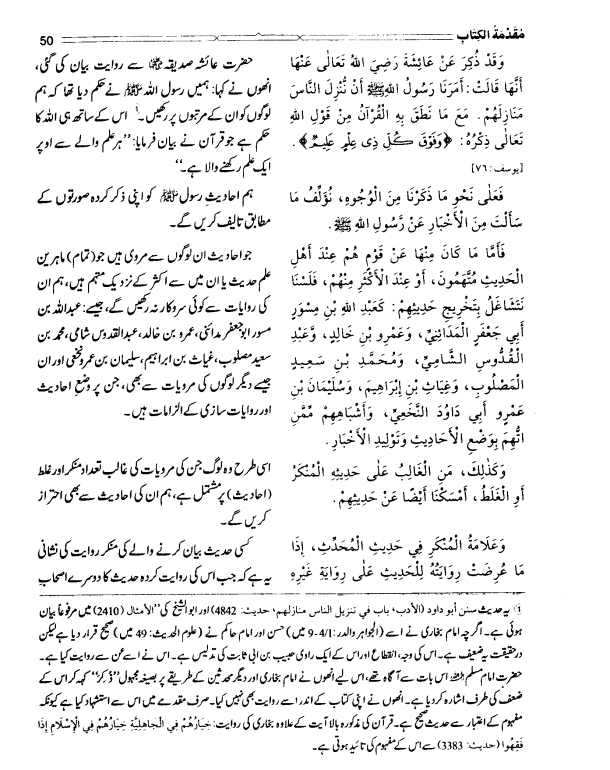 مُقَدِّمَةُ الكِتَاب
50
وَقَدْ ذُكِرَ عَنْ عَائِشَةَ رَضِيَ اللهُ تَعَالَى عَنْهَا
أَنَّهَا قَالَتْ: أَمَرَنَا رَسُولُ اللهِ ﷺ أَنْ نُنَزِّلَ النَّاسَ
مَنَازِلَهُمْ. مَعَ مَا نَطَقَ بِهِ الْقُرْآنُ مِنْ قَوْلِ اللهِ
تَعَالَى ذِكْرُهُ: ﴿وَفَوْقَ كُلِّ ذِى عِلْمٍ عَلِيمٌ﴾.
[يوسف: ٧٦]
فَعَلَى نَحْوِ مَا ذَكَرْنَا مِنَ الْوُجُوهِ، نُؤَلِّفُ مَا
سَأَلْتَ مِنَ الْأَخْبَارِ عَنْ رَّسُولِ اللهِ ﷺ.
فَأَمَّا مَا كَانَ مِنْهَا عَنْ قَوْمٍ هُمْ عِنْدَ أَهْلِ
الْحَدِيثِ مُتَّهَمُونَ، أَوْ عِنْدَ الْأَكْثَرِ مِنْهُمْ، فَلَسْنَا
نَتَشَاغَلُ بِتَخْرِيجِ حَدِيثِهِمْ: كَعَبْدِ اللهِ بْنِ مِسْوَرٍ
أَبِي جَعْفَرٍ الْمَدَائِنِيِّ، وَعَمْرِو بْنِ خَالِدٍ، وَعَبْدِ
الْقُدُّوسِ الشَّامِيِّ، وَمُحَمَّدِ بْنِ سَعِيدٍ
الْمَصْلُوبِ، وَغِيَاثِ بْنِ إِبْرَاهِيمَ، وَسُلَيْمَانَ بْنِ
عَمْرٍو أَبِي دَاوُدَ النَّخَعِيِّ، وَأَشْبَاهِهِمْ مِّمَّنِ
اتُّهِمَ بِوَضْعِ الْأَحَادِيثِ وَتَوْلِيدِ الْأَخْبَارِ.
وَكَذٰلِكَ، مَنِ الْغَالِبُ عَلَى حَدِيثِهِ الْمُنْكَرُ
أَوِ الْغَلَطُ، أَمْسَكْنَا أَيْضًا عَنْ حَدِيثِهِمْ.
وَعَلَامَةُ الْمُنْكَرِ فِي حَدِيثِ الْمُحَدِّثِ، إِذَا
مَا عُرِضَتْ رِوَايَتُهُ لِلْحَدِيثِ عَلَى رِوَايَةِ غَيْرِهِ
حضرت عائشہ صدیقہ ؓ سے روایت بیان کی گئی،
انھوں نے کہا: ہمیں رسول اللہ ﷺ نے حکم دیا تھا کہ ہم
لوگوں کو ان کے مرتبوں پر رکھیں۔ اس کے ساتھ ہی اللہ کا
حکم ہے جو قرآن نے بیان فرمایا: ’’ہر علم والے سے اوپر
ایک علم رکھنے والا ہے۔‘‘
ہم احادیثِ رسول ﷺ کو اپنی ذکر کردہ صورتوں کے
مطابق تالیف کریں گے۔
جو احادیث ان لوگوں سے مروی ہیں جو (تمام) ماہرین
علم حدیث یا ان میں سے اکثر کے نزدیک متہم ہیں، ہم ان
کی روایات سے کوئی سروکار نہ رکھیں گے، جیسے: عبداللہ بن
مسور ابوجعفر مدائنی، عمرو بن خالد، عبدالقدوس شامی، محمد بن
سعید مصلوب، غیاث بن ابراہیم، سلیمان بن عمرو نخعی اور ان
جیسے دیگر لوگوں کی مرویات سے بھی، جن پر وضع احادیث
اور روایات سازی کے الزامات ہیں۔
اسی طرح وہ لوگ جن کی مرویات کی غالب تعداد منکر اور غلط
(احادیث) پر مشتمل ہے، ہم ان کی احادیث سے بھی احتراز
کریں گے۔
کسی حدیث بیان کرنے والے کی منکر روایت کی نشانی
یہ ہے کہ جب اس کی روایت کردہ حدیث کا دوسرے اصحاب
یہ حدیث سنن أبو داود (الأدب، باب في تنزيل الناس منازلهم، حديث: 4842) اور ابو الشیخ کی ’’الأمثال (2410) میں مرفوعاً بیان
ہوئی ہے۔ اگرچہ امام بخاری نے اسے (الجواهر والدرر: 4/1-9 میں) حسن اور امام حاکم نے (علوم الحديث: 49 میں) صحیح قرار دیا ہے لیکن
درحقیقت یہ ضعیف ہے۔ اس کی وجہ، انقطاع اور اس کے ایک راوی حبیب بن ابی ثابت کی تدلیس ہے۔ اس نے اسے عن سے روایت کیا ہے۔
حضرت امام مسلم ؒ اس بات سے آگاہ تھے، اس لیے انھوں نے امام بخاری اور دیگر محدثین کے طریقے پر بصیغہ مجہول ’’ذُكِرَ‘‘ کہہ کر اس کے
ضعف کی طرف اشارہ کر دیا ہے۔ انھوں نے اپنی کتاب کے اندر اسے روایت بھی نہیں کیا۔ صرف مقدمے میں اس سے استشہاد کیا ہے کیونکہ
مفہوم کے اعتبار سے حدیث صحیح ہے۔ قرآن کی مذکورہ بالا آیت کے علاوہ بخاری کی روایت: خِيَارُهُمْ فِي الْجَاهِلِيَّةِ خِيَارُهُمْ فِي الْإِسْلَامِ إِذَا
فَقِهُوا (حديث: 3383) سے اس کے مفہوم کی تائید ہوتی ہے۔